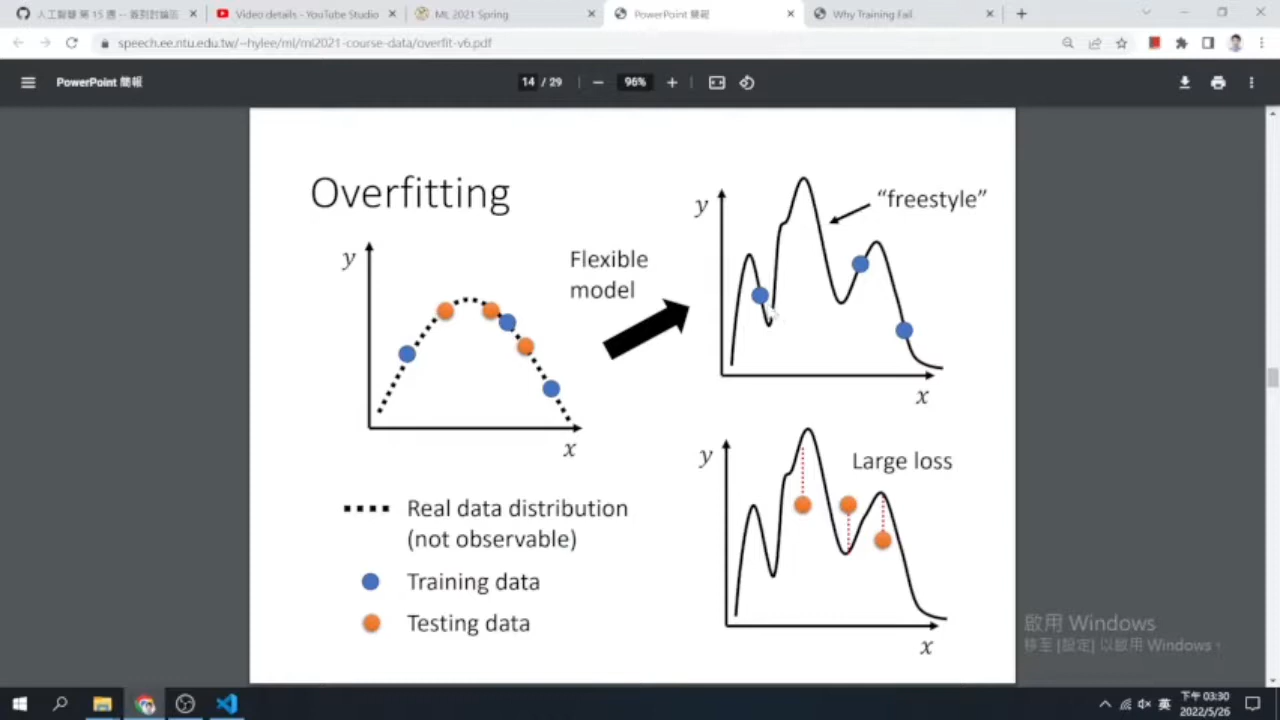 人工智慧 第 15 週 -- 簽到討論區
Video details - YouTube Studio
ML 2021 Spring
PowerPoint 簡報
Why Training Fail
speech.ee.ntu.edu.tw/~hylee/ml/ml2021-course-data/overfit-v6.pdf
PowerPoint 簡報
14 / 29
96%
Overfitting
y
x
Flexible
model
y
"freestyle"
x
y
Large loss
x
Real data distribution
(not observable)
Training data
Testing data
啟用 Windows
移至 [設定] 以啟用 Windows。
英
下午 03:30
2022/5/26